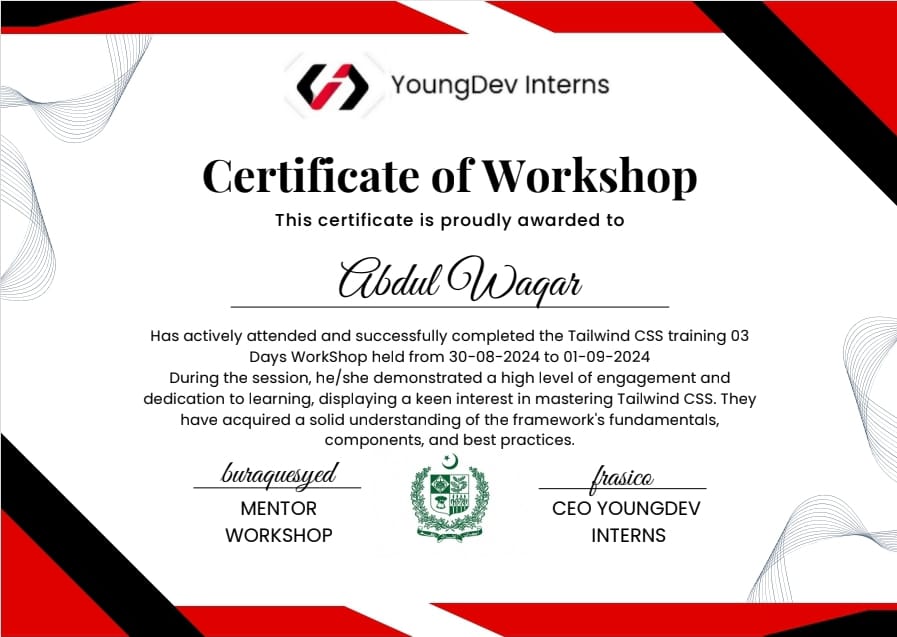 YoungDev Interns
Certificate of Workshop
This certificate is proudly awarded to
Abdul Waqar
Has actively attended and successfully completed the Tailwind CSS training 03
Days WorkShop held from 30-08-2024 to 01-09-2024
During the session, he/she demonstrated a high level of engagement and
dedication to learning, displaying a keen interest in mastering Tailwind CSS. They
have acquired a solid understanding of the framework's fundamentals,
components, and best practices.
buraquesyed
MENTOR
WORKSHOP
frasico
CEO YOUNGDEV
INTERNS